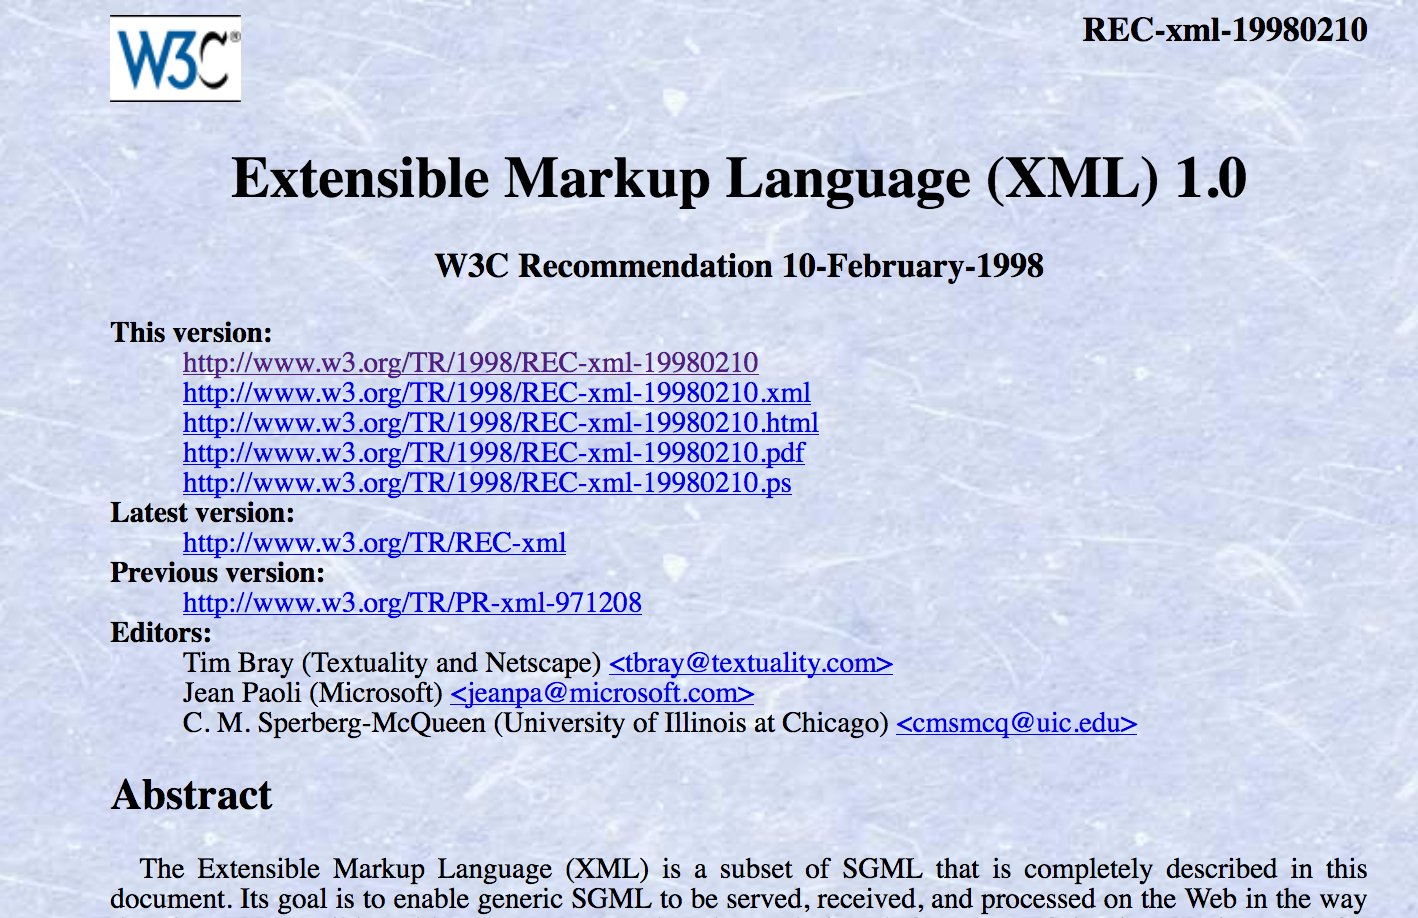 W3C®
REC-xml-19980210
Extensible Markup Language (XML) 1.0
W3C Recommendation 10-February-1998
This version:
http://www.w3.org/TR/1998/REC-xml-19980210
http://www.w3.org/TR/1998/REC-xml-19980210.xml
http://www.w3.org/TR/1998/REC-xml-19980210.html
http://www.w3.org/TR/1998/REC-xml-19980210.pdf
http://www.w3.org/TR/1998/REC-xml-19980210.ps
Latest version:
http://www.w3.org/TR/REC-xml
Previous version:
http://www.w3.org/TR/PR-xml-971208
Editors:
Tim Bray (Textuality and Netscape) <tbray@textuality.com>
Jean Paoli (Microsoft) <jeanpa@microsoft.com>
C. M. Sperberg-McQueen (University of Illinois at Chicago) <cmsmcq@uic.edu>
Abstract
The Extensible Markup Language (XML) is a subset of SGML that is completely described in this
document. Its goal is to enable generic SGML to be served, received, and processed on the Web in the way